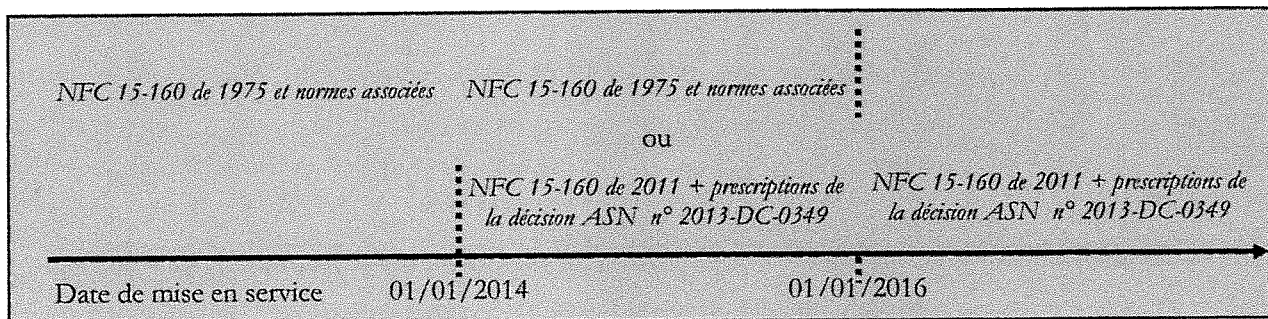 NFC 15-160 de 1975 et normes associées
NFC 15-160 de 1975 et normes associées
ou
NFC 15-160 de 2011 + prescriptions de
la décision ASN n° 2013-DC-0349
NFC 15-160 de 2011 + prescriptions de
la décision ASN n° 2013-DC-0349
Date de mise en service
01/01/2014
01/01/2016